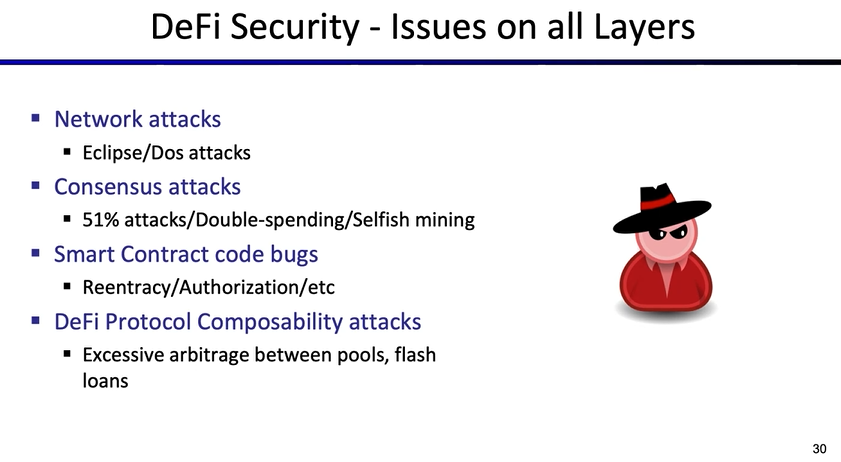 DeFi Security - Issues on all Layers
▪ Network attacks
▪ Eclipse/Dos attacks
▪ Consensus attacks
▪ 51% attacks/Double-spending/Selfish mining
▪ Smart Contract code bugs
▪ Reentracy/Authorization/etc
▪ DeFi Protocol Composability attacks
▪ Excessive arbitrage between pools, flash
loans
30